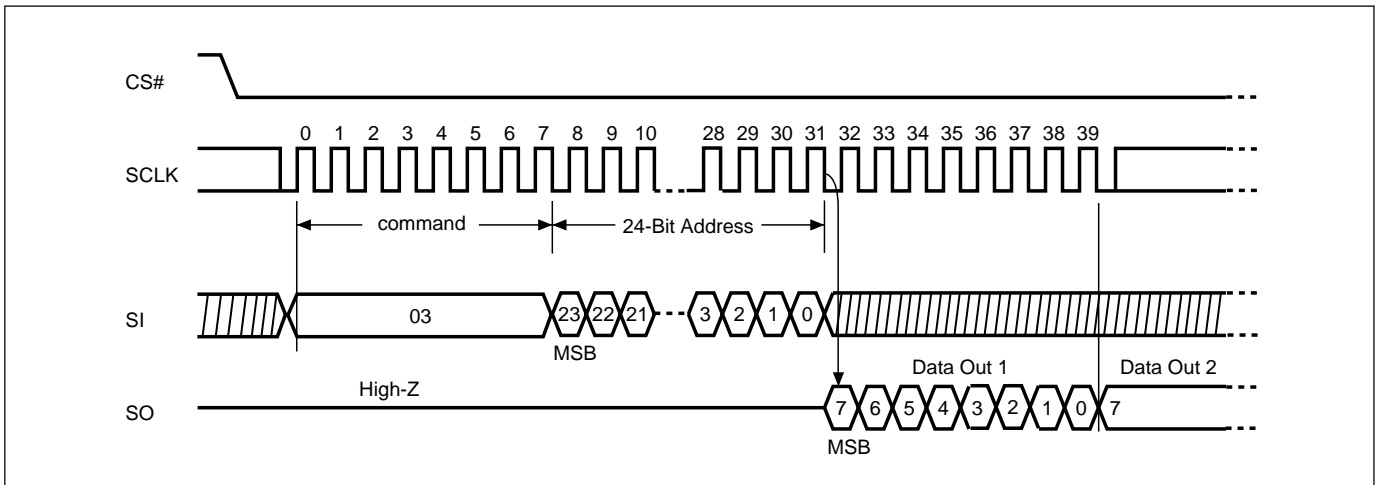 CS#
0 1 2 3 4 5 6 7 8 9 10 28 29 30 31 32 33 34 35 36 37 38 39
SCLK
command
24-Bit Address
SI
03
23 22 21 3 2 1 0
MSB
Data Out 1
Data Out 2
High-Z
SO
7 6 5 4 3 2 1 0 7
MSB